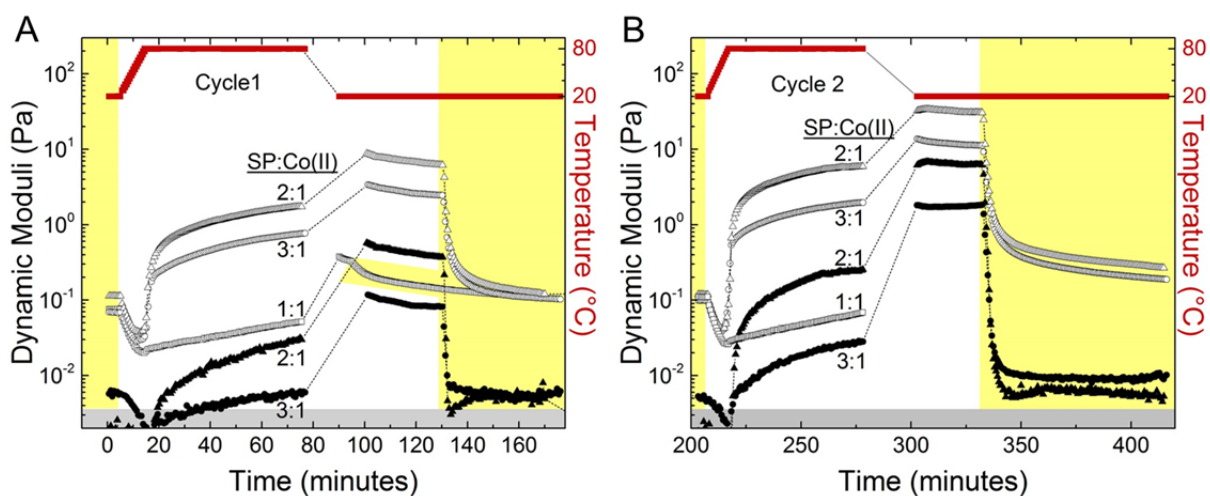 A
B
Dynamic Moduli (Pa)
10²
10¹
10⁰
10⁻¹
10⁻²
Cycle1
SP:Co(II)
2:1
3:1
1:1
2:1
3:1
80
20
Temperature (°C)
0 20 40 60 80 100 120 140 160
Time (minutes)
Dynamic Moduli (Pa)
10²
10¹
10⁰
10⁻¹
10⁻²
Cycle 2
SP:Co(II)
2:1
3:1
2:1
1:1
3:1
80
20
Temperature (°C)
200 250 300 350 400
Time (minutes)